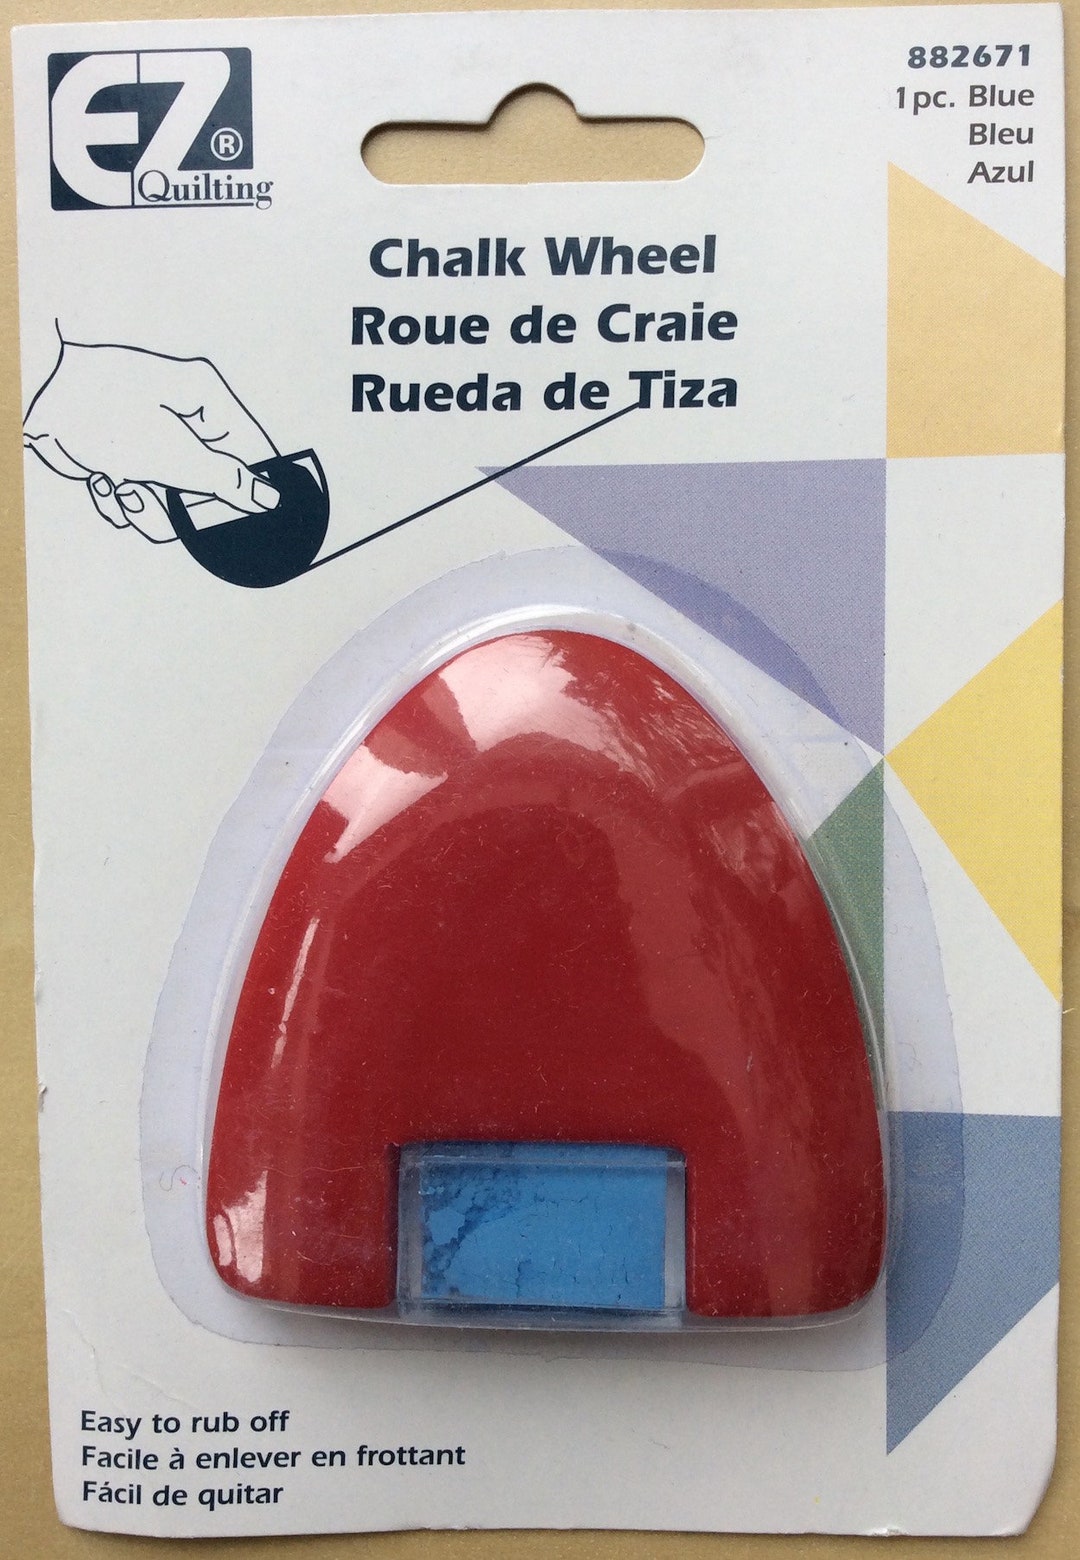 EZ®
Quilting
882671
1pc. Blue
Bleu
Azul
Chalk Wheel
Roue de Craie
Rueda de Tiza
Easy to rub off
Facile à enlever en frottant
Fácil de quitar